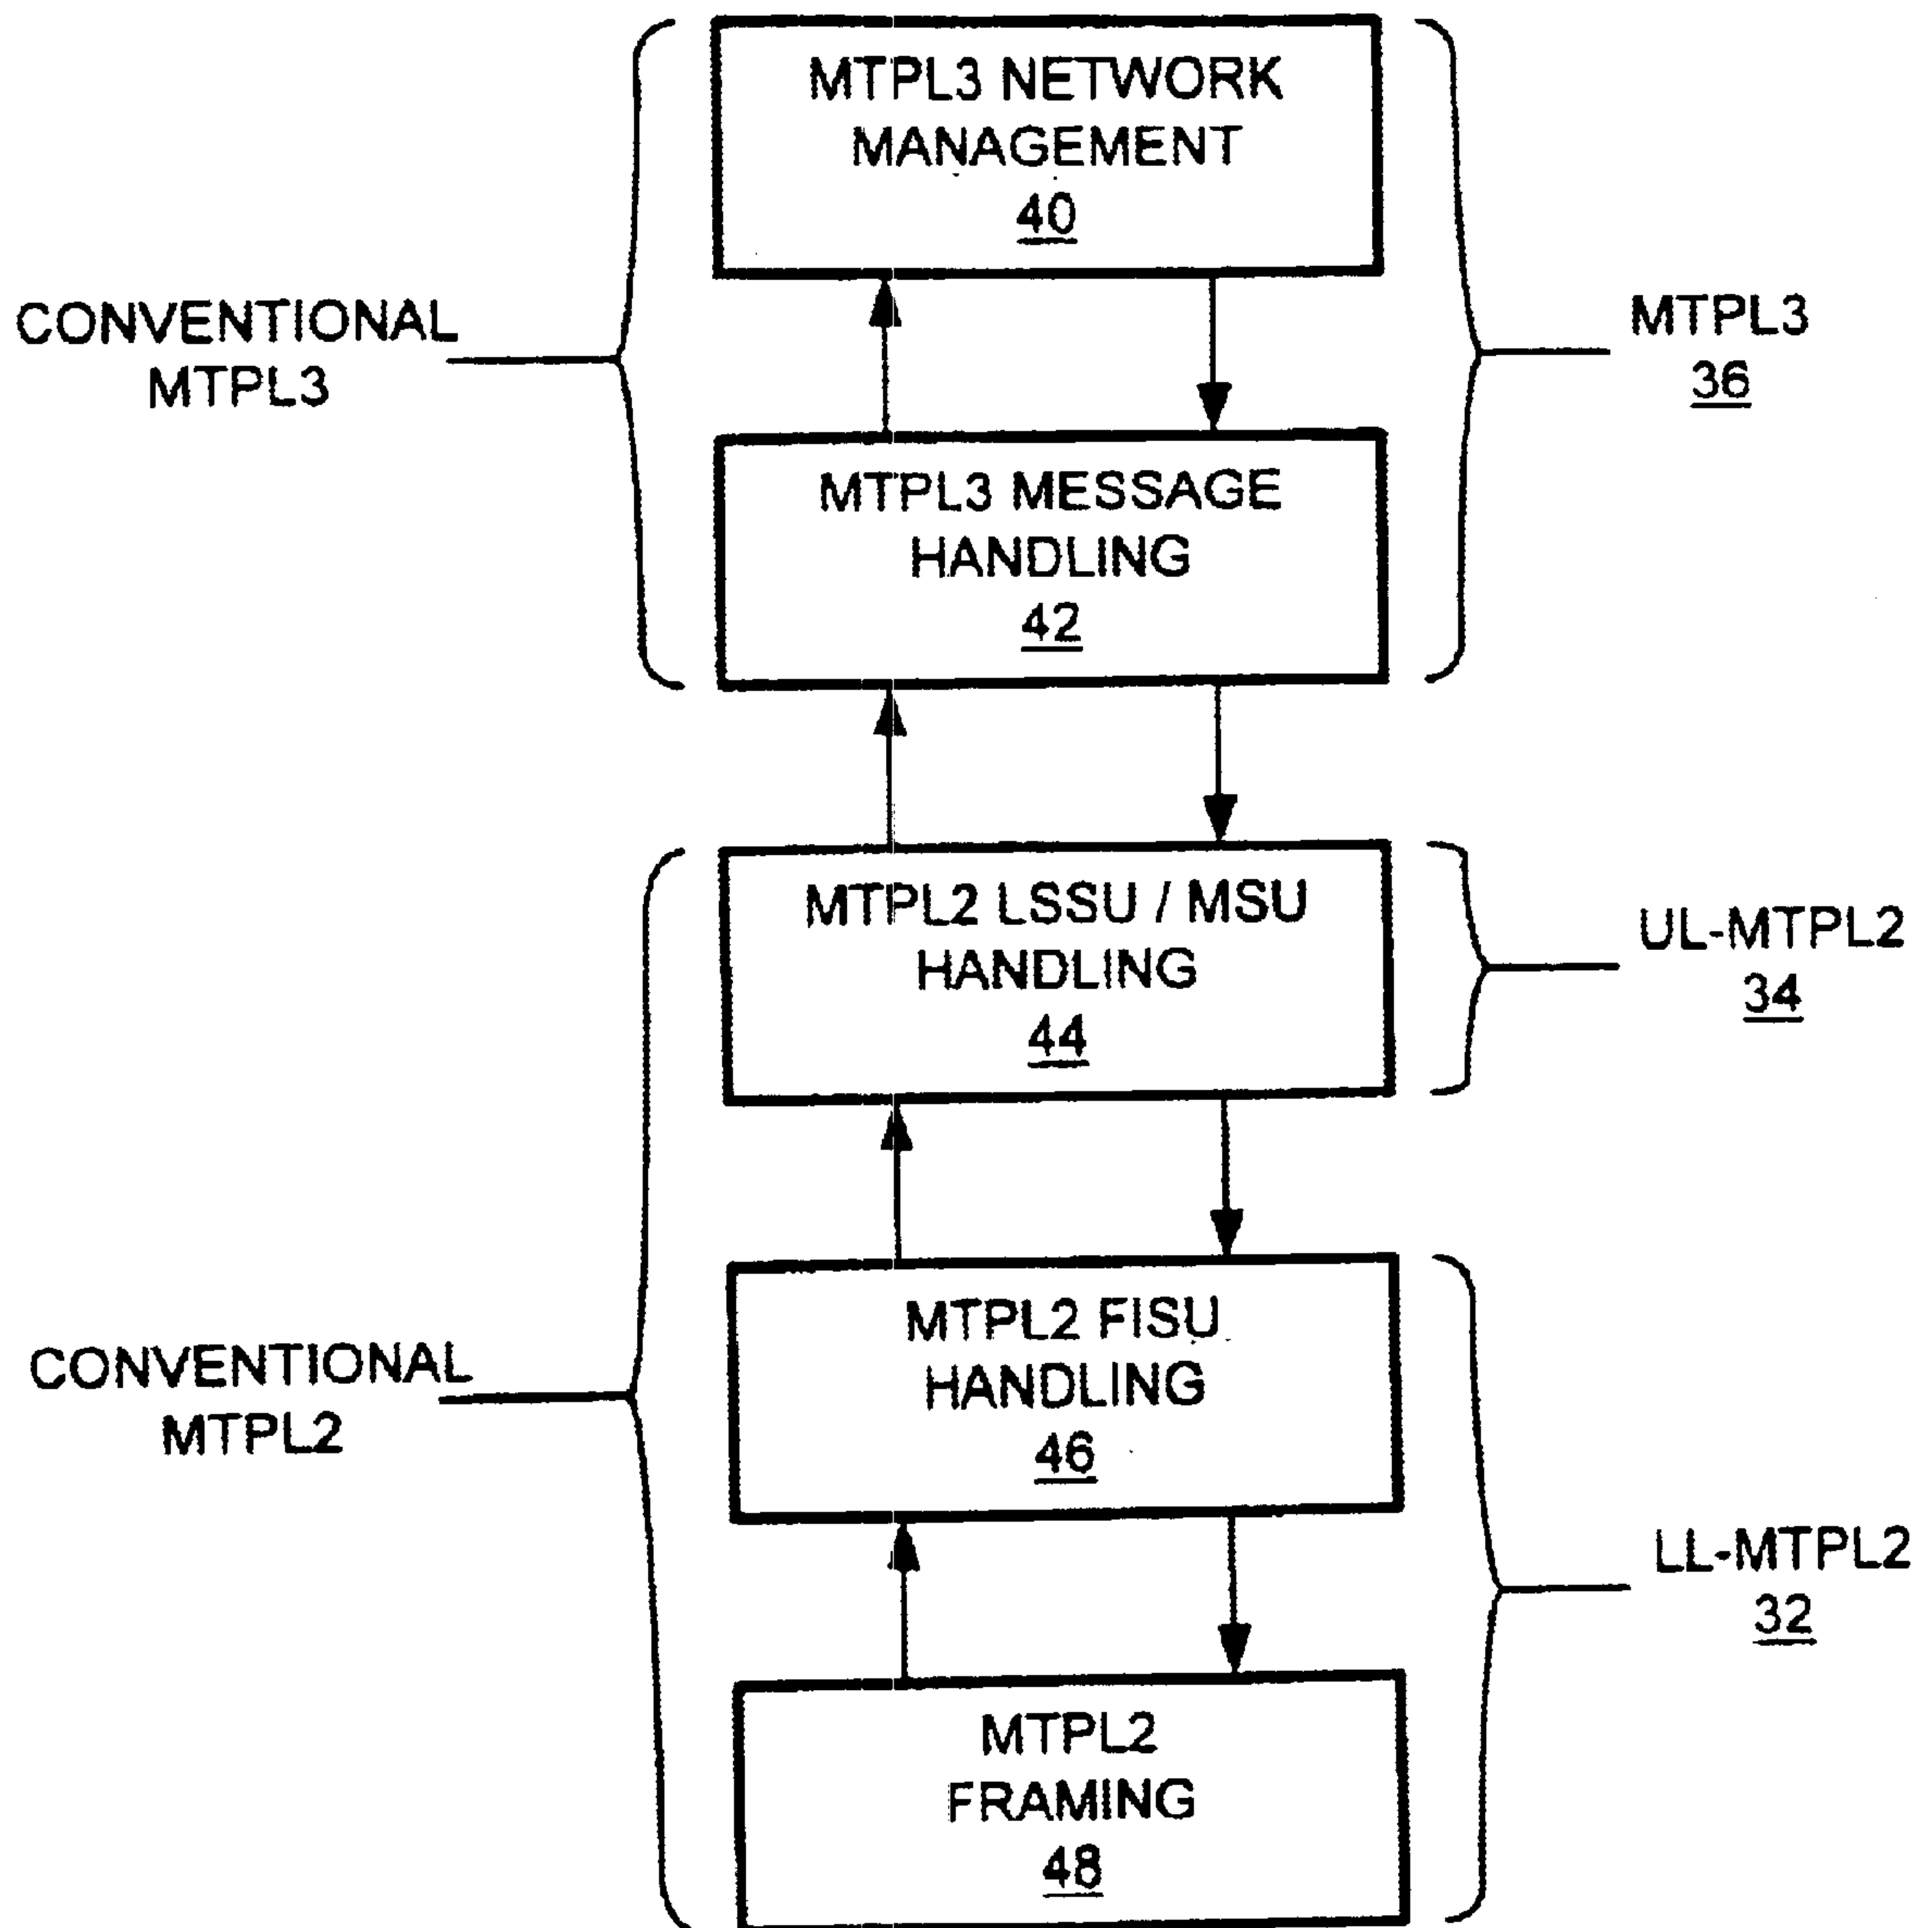 MTPL3 NETWORK
MANAGEMENT
40
CONVENTIONAL
MTPL3
MTPL3
36
MTPL3 MESSAGE
HANDLING
42
MTPL2 LSSU / MSU
HANDLING
44
UL-MTPL2
34
CONVENTIONAL
MTPL2
MTPL2 FISU
HANDLING
46
LL-MTPL2
32
MTPL2
FRAMING
48